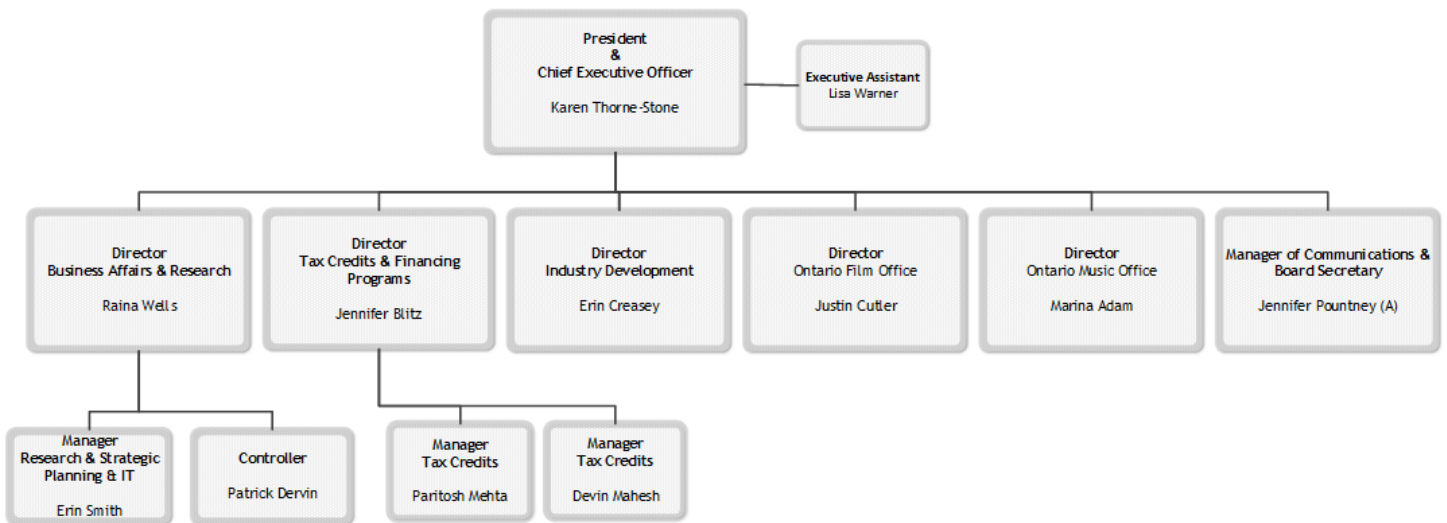 President
&
Chief Executive Officer
Karen Thorne-Stone
Executive Assistant
Lisa Warner
Director
Business Affairs & Research
Raina Wells
Director
Tax Credits & Financing
Programs
Jennifer Blitz
Director
Industry Development
Erin Creasey
Director
Ontario Film Office
Justin Cutler
Director
Ontario Music Office
Marina Adam
Manager of Communications &
Board Secretary
Jennifer Pountney (A)
Manager
Research & Strategic
Planning & IT
Erin Smith
Controller
Patrick Dervin
Manager
Tax Credits
Paritosh Mehta
Manager
Tax Credits
Devin Mahesh